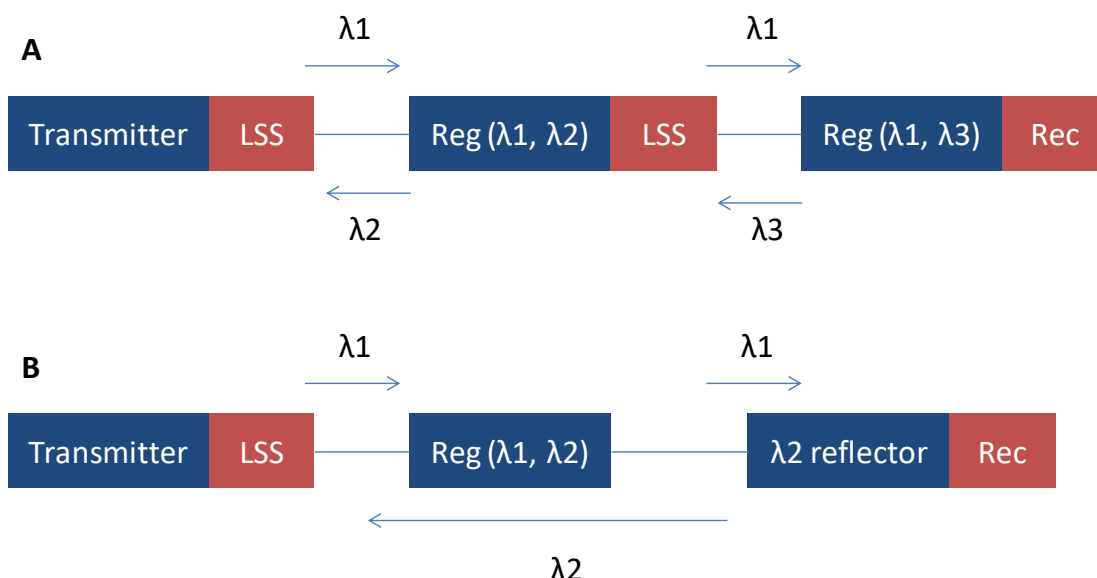 A
λ1
λ1
Transmitter LSS Reg (λ1, λ2) LSS Reg (λ1, λ3) Rec
λ2
λ3
B
λ1
λ1
Transmitter LSS Reg (λ1, λ2) λ2 reflector Rec
λ2